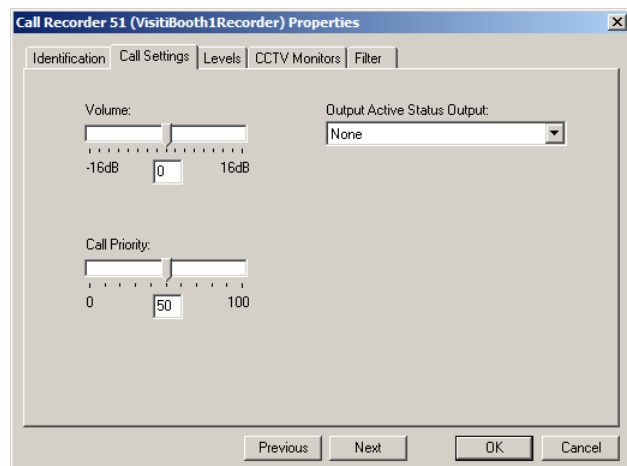 Call Recorder 51 (VisitiBooth1Recorder) Properties
Identification Call Settings Levels CCTV Monitors Filter
Volume:
-16dB 0 16dB
Output Active Status Output:
None
Call Priority:
0 50 100
Previous Next OK Cancel